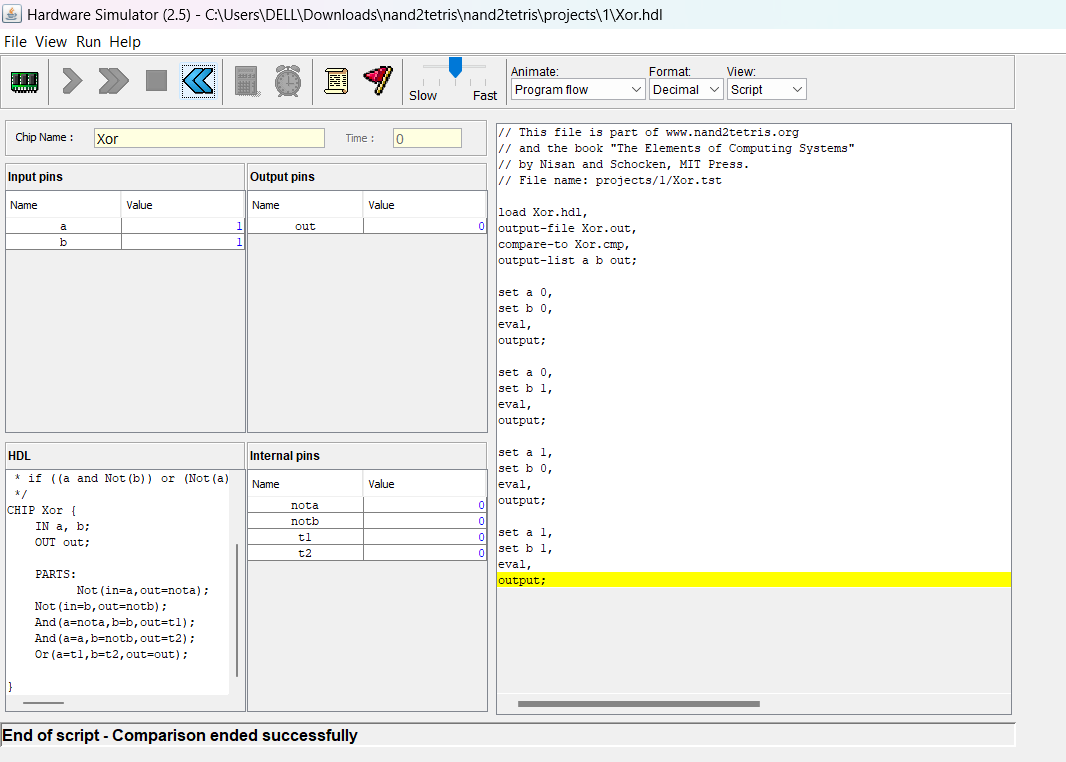 Hardware Simulator (2.5) - C:\Users\DELL\Downloads\nand2tetris\nand2tetris\projects\1\Xor.hdl
File View Run Help
Slow Fast
Animate: Format: View:
Program flow Decimal Script
Chip Name : Xor Time : 0
Input pins
Name Value
a 1
b 1
Output pins
Name Value
out 0
HDL
* if ((a and Not(b)) or (Not(a)
*/
CHIP Xor {
    IN a, b;
    OUT out;

    PARTS:
          Not(in=a,out=nota);
    Not(in=b,out=notb);
    And(a=nota,b=b,out=t1);
    And(a=a,b=notb,out=t2);
    Or(a=t1,b=t2,out=out);

}
Internal pins
Name Value
nota 0
notb 0
t1 0
t2 0
// This file is part of www.nand2tetris.org
// and the book "The Elements of Computing Systems"
// by Nisan and Schocken, MIT Press.
// File name: projects/1/Xor.tst

load Xor.hdl,
output-file Xor.out,
compare-to Xor.cmp,
output-list a b out;

set a 0,
set b 0,
eval,
output;

set a 0,
set b 1,
eval,
output;

set a 1,
set b 0,
eval,
output;

set a 1,
set b 1,
eval,
output;
End of script - Comparison ended successfully